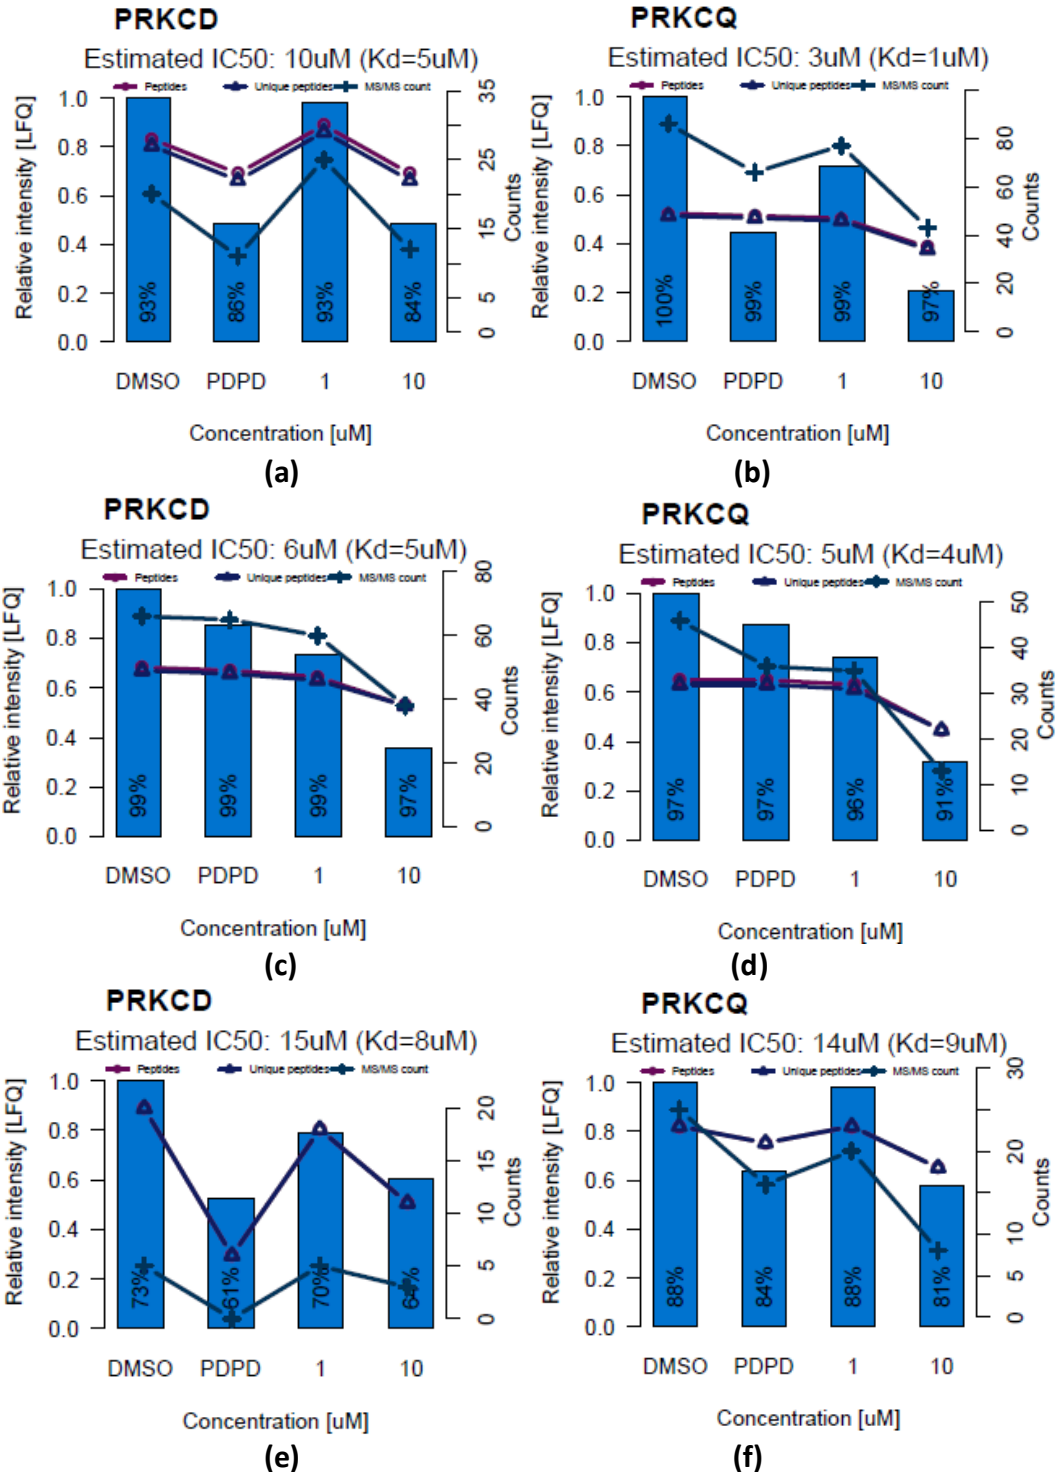 PRKCD
Estimated IC50: 10uM (Kd=5uM)
Peptides Unique peptides MS/MS count
Relative intensity [LFQ]
1.0
0.8
0.6
0.4
0.2
0.0
93%
86%
93%
84%
35
25
15
5
0
Counts
DMSO PDPD 1 10
Concentration [uM]
(a)
PRKCQ
Estimated IC50: 3uM (Kd=1uM)
Peptides Unique peptides MS/MS count
Relative intensity [LFQ]
1.0
0.8
0.6
0.4
0.2
0.0
100%
99%
99%
97%
80
60
40
20
0
Counts
DMSO PDPD 1 10
Concentration [uM]
(b)
PRKCD
Estimated IC50: 6uM (Kd=5uM)
Peptides Unique peptides MS/MS count
Relative intensity [LFQ]
1.0
0.8
0.6
0.4
0.2
0.0
99%
99%
99%
97%
80
60
40
20
0
Counts
DMSO PDPD 1 10
Concentration [uM]
(c)
PRKCQ
Estimated IC50: 5uM (Kd=4uM)
Peptides Unique peptides MS/MS count
Relative intensity [LFQ]
1.0
0.8
0.6
0.4
0.2
0.0
97%
97%
96%
91%
50
40
30
20
10
0
Counts
DMSO PDPD 1 10
Concentration [uM]
(d)
PRKCD
Estimated IC50: 15uM (Kd=8uM)
Peptides Unique peptides MS/MS count
Relative intensity [LFQ]
1.0
0.8
0.6
0.4
0.2
0.0
73%
61%
70%
64%
20
15
10
5
0
Counts
DMSO PDPD 1 10
Concentration [uM]
(e)
PRKCQ
Estimated IC50: 14uM (Kd=9uM)
Peptides Unique peptides MS/MS count
Relative intensity [LFQ]
1.0
0.8
0.6
0.4
0.2
0.0
88%
84%
88%
81%
30
20
10
5
0
Counts
DMSO PDPD 1 10
Concentration [uM]
(f)